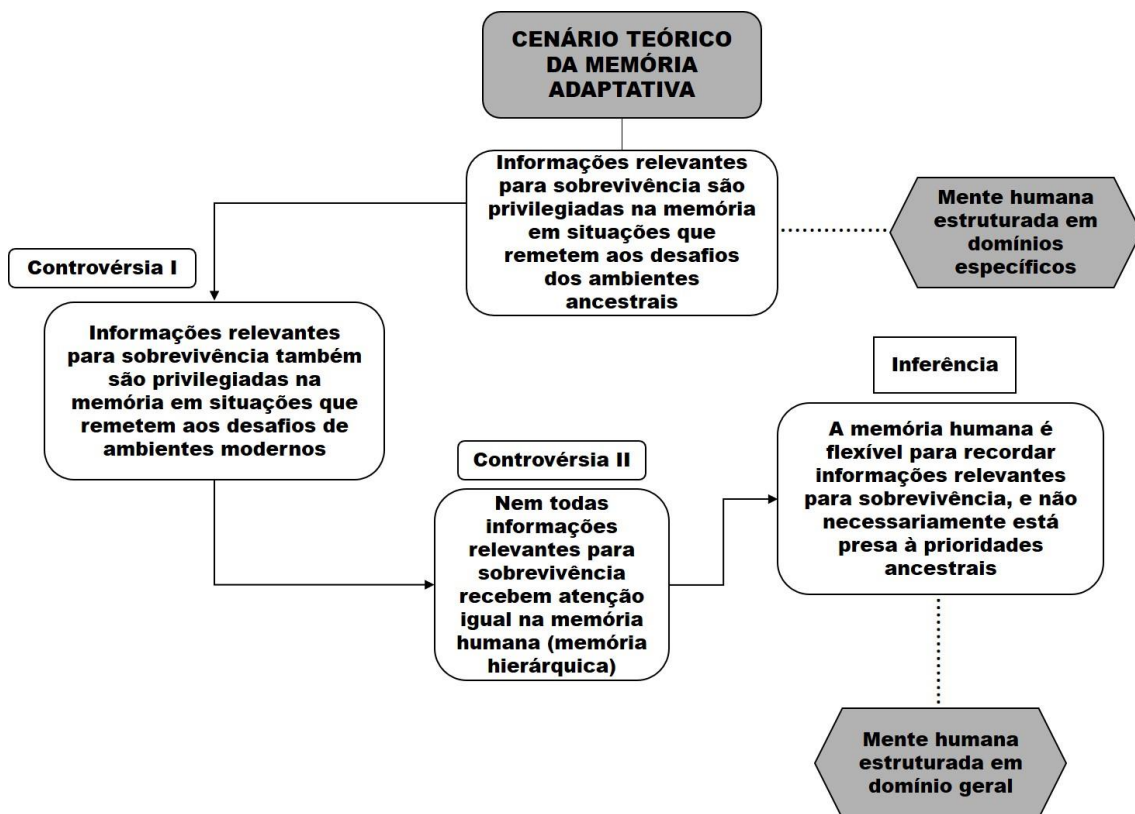 CENÁRIO TEÓRICO
DA MEMÓRIA
ADAPTATIVA
Informações relevantes
para sobrevivência são
privilegiadas na memória
em situações que
remetem aos desafios
dos ambientes
ancestrais
Mente humana
estruturada em
domínios
específicos
Controvérsia I
Informações relevantes
para sobrevivência também
são privilegiadas na
memória em situações que
remetem aos desafios de
ambientes modernos
Controvérsia II
Nem todas
informações
relevantes para
sobrevivência
recebem atenção
igual na memória
humana (memória
hierárquica)
Inferência
A memória humana é
flexível para recordar
informações relevantes
para sobrevivência, e não
necessariamente está
presa à prioridades
ancestrais
Mente humana
estruturada em
domínio geral